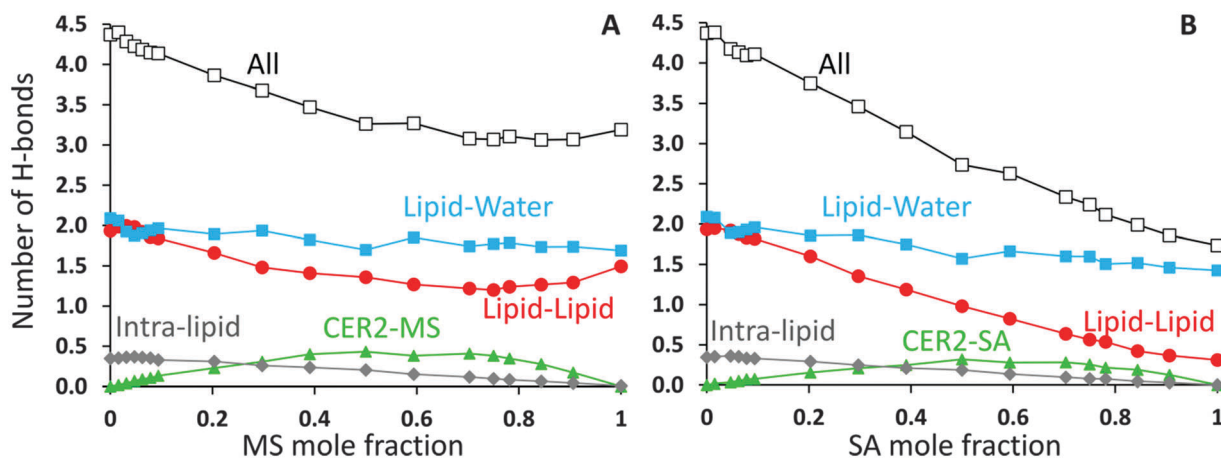 A
4.5
4.0
3.5
3.0
2.5
2.0
1.5
1.0
0.5
0.0
Number of H-bonds
All
Lipid-Water
Lipid-Lipid
Intra-lipid
CER2-MS
0 0.2 0.4 0.6 0.8 1
MS mole fraction
B
4.5
4.0
3.5
3.0
2.5
2.0
1.5
1.0
0.5
0.0
All
Lipid-Water
Lipid-Lipid
Intra-lipid
CER2-SA
0 0.2 0.4 0.6 0.8 1
SA mole fraction